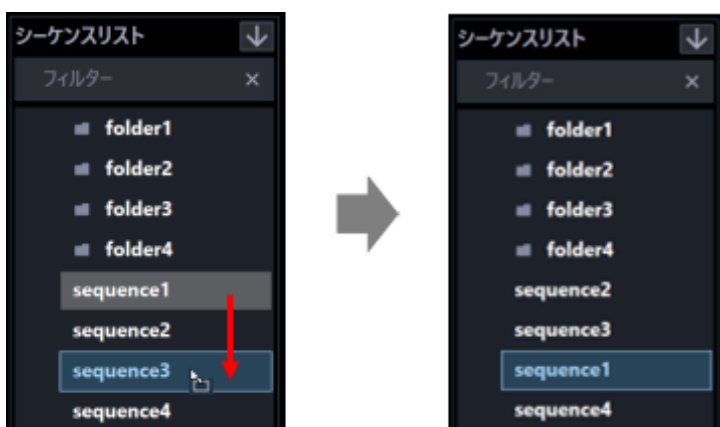 シーケンスリスト
フィルター
folder1
folder2
folder3
folder4
sequence1
sequence2
sequence3
sequence4
シーケンスリスト
フィルター
folder1
folder2
folder3
folder4
sequence2
sequence3
sequence1
sequence4